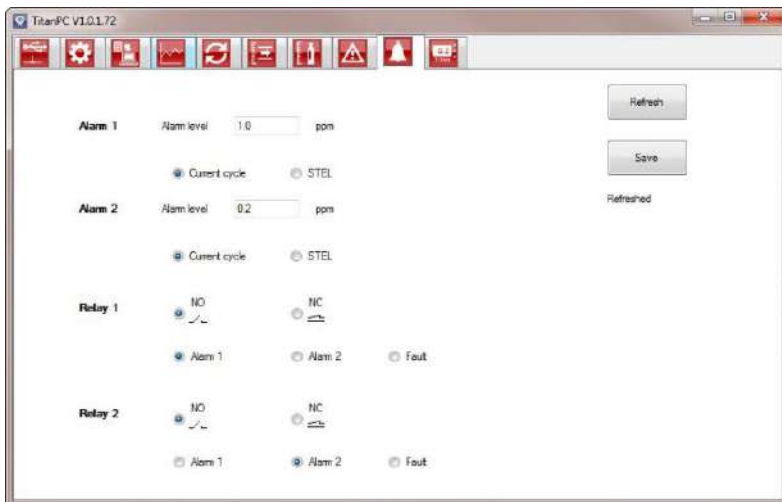 TitanPC V1.0.1.72
Refresh
Alarm 1 Alarm level 1.0 ppm
Save
Current cycle STEL
Refreshed
Alarm 2 Alarm level 0.2 ppm
Current cycle STEL
Relay 1 NO NC
Alarm 1 Alarm 2 Fault
Relay 2 NO NC
Alarm 1 Alarm 2 Fault